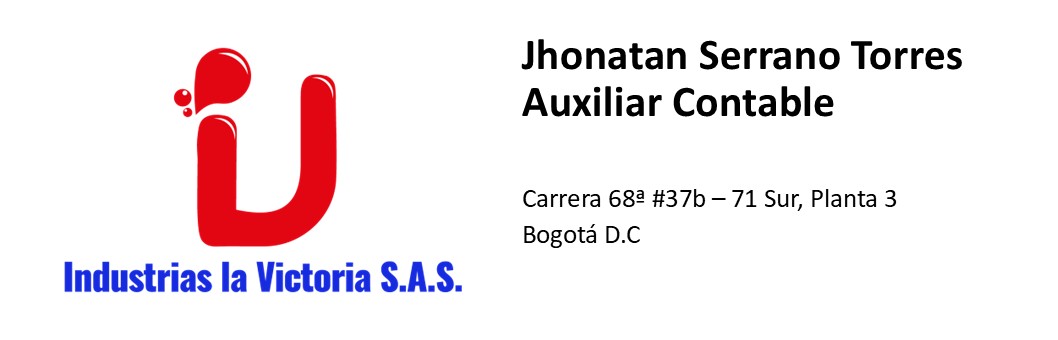 Jhonatan Serrano Torres
Auxiliar Contable
Carrera 68ª #37b – 71 Sur, Planta 3
Bogotá D.C
Industrias la Victoria S.A.S.